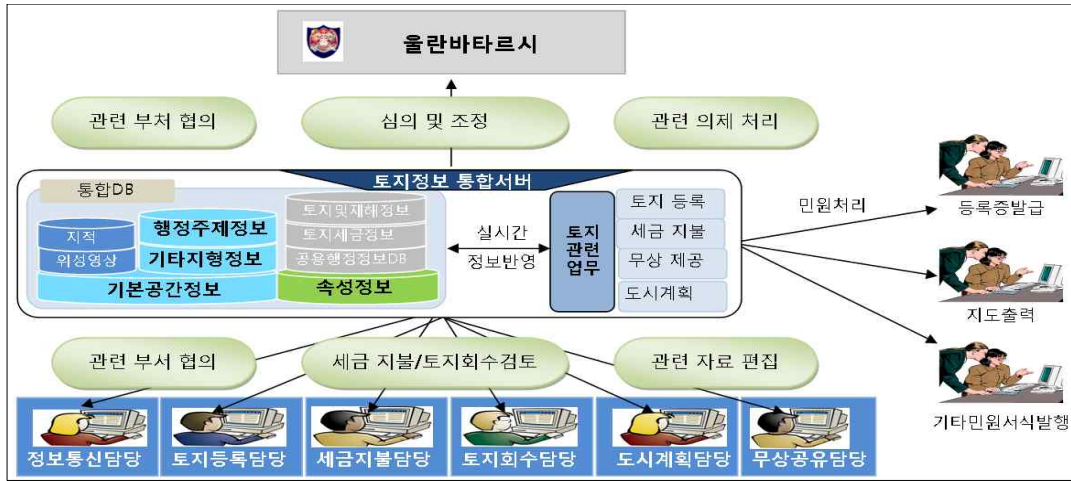 울란바타르시
관련 부처 협의
심의 및 조정
관련 의제 처리
토지정보 통합서버
통합DB
지적
위성영상
행정주제정보
기타지형정보
기본공간정보
토지및재해정보
토지세금정보
공용행정정보DB
속성정보
실시간
정보반영
토지
관련
업무
토지 등록
세금 지불
무상 제공
도시계획
민원처리
등록증발급
지도출력
기타민원서식발행
관련 부서 협의
세금 지불/토지회수검토
관련 자료 편집
정보통신담당
토지등록담당
세금지불담당
토지회수담당
도시계획담당
무상공유담당